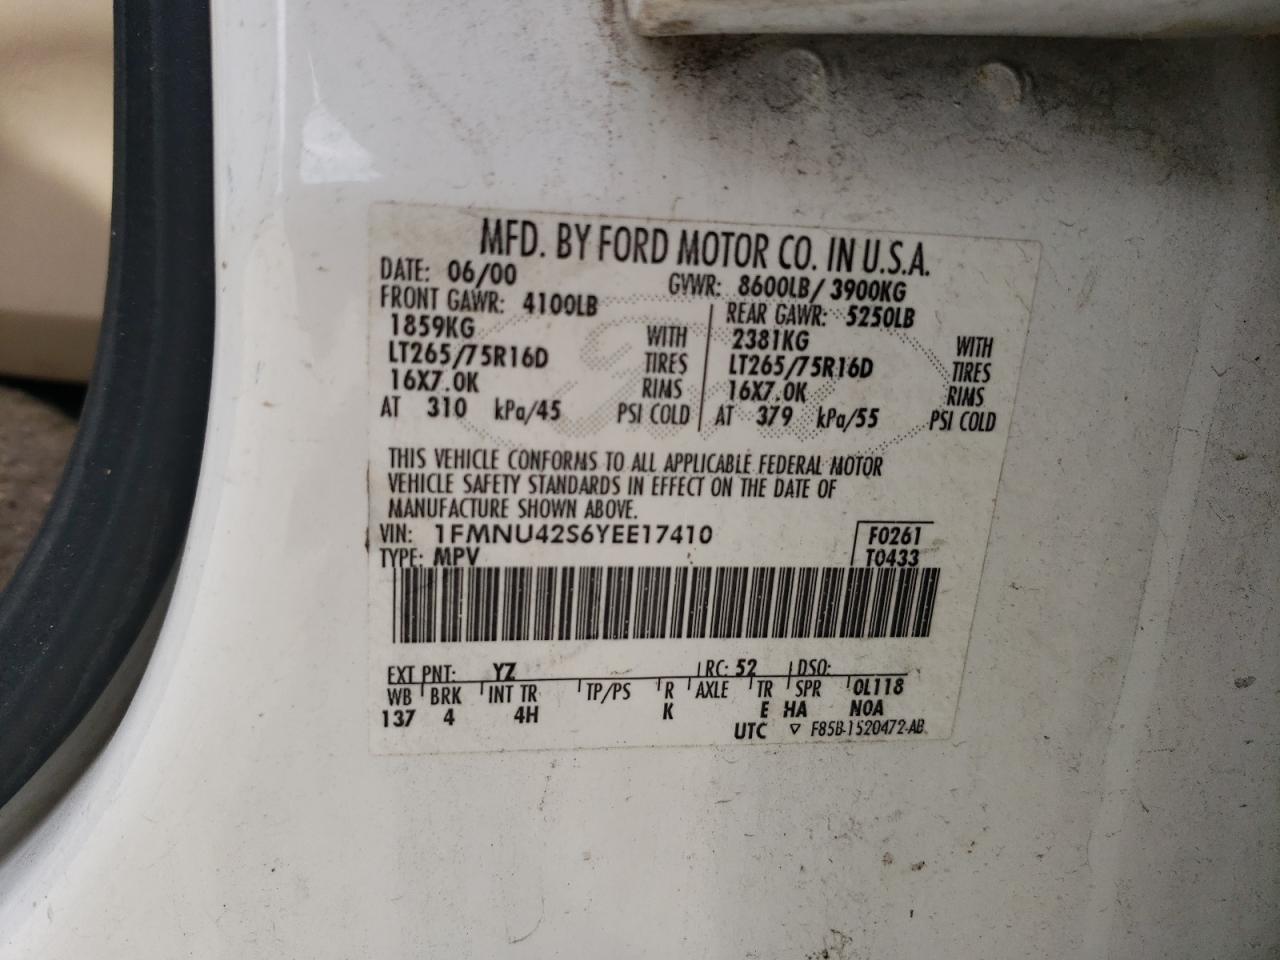 MFD. BY FORD MOTOR CO. IN U.S.A.
DATE: 06/00 GVWR: 8600LB/ 3900KG
FRONT GAWR: 4100LB REAR GAWR: 5250LB
1859KG WITH 2381KG WITH
LT265/75R16D TIRES LT265/75R16D TIRES
16X7.0K RIMS 16X7.0K RIMS
AT 310 kPa/45 PSI COLD AT 379 kPa/55 PSI COLD
THIS VEHICLE CONFORMS TO ALL APPLICABLE FEDERAL MOTOR
VEHICLE SAFETY STANDARDS IN EFFECT ON THE DATE OF
MANUFACTURE SHOWN ABOVE.
VIN: 1FMNU42S6YEE17410 F0261
TYPE: MPV T0433
EXT PNT: YZ RC: 52 DSO:
WB BRK INT TR TP/PS R AXLE TR SPR 0L118
137 4 4H K E HA N0A
UTC ▽ F85B-1520472-AB